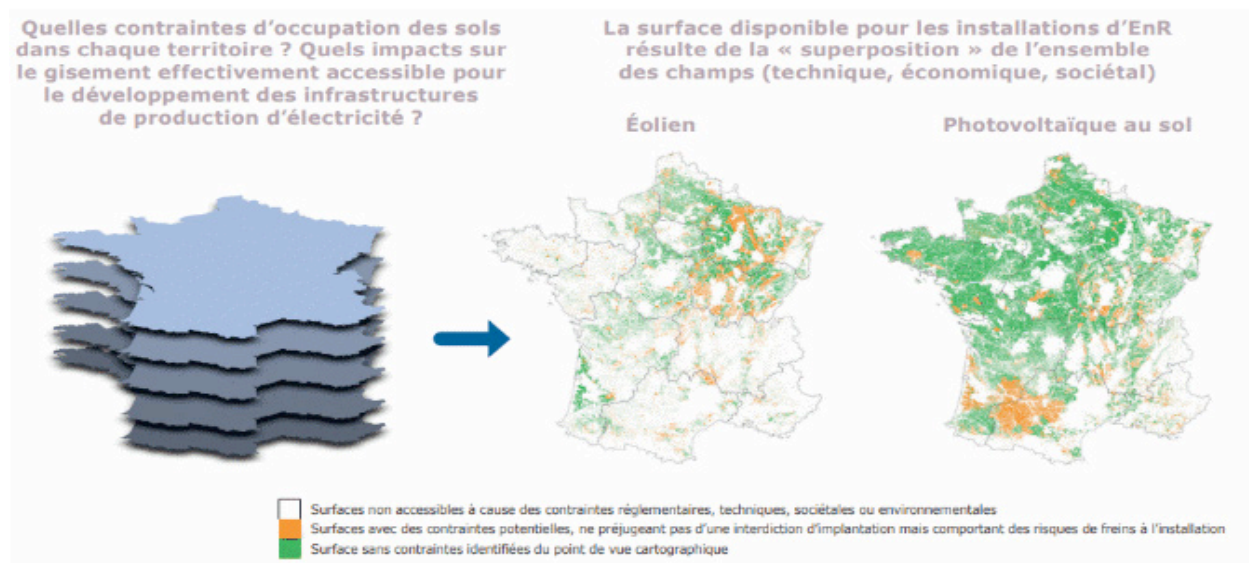 Quelles contraintes d’occupation des sols
dans chaque territoire ? Quels impacts sur
le gisement effectivement accessible pour
le développement des infrastructures
de production d’électricité ?
La surface disponible pour les installations d’EnR
résulte de la « superposition » de l’ensemble
des champs (technique, économique, sociétal)
Éolien
Photovoltaïque au sol
Surfaces non accessibles à cause des contraintes réglementaires, techniques, sociétales ou environnementales
Surfaces avec des contraintes potentielles, ne préjugeant pas d’une interdiction d’implantation mais comportant des risques de freins à l’installation
Surface sans contraintes identifiées du point de vue cartographique